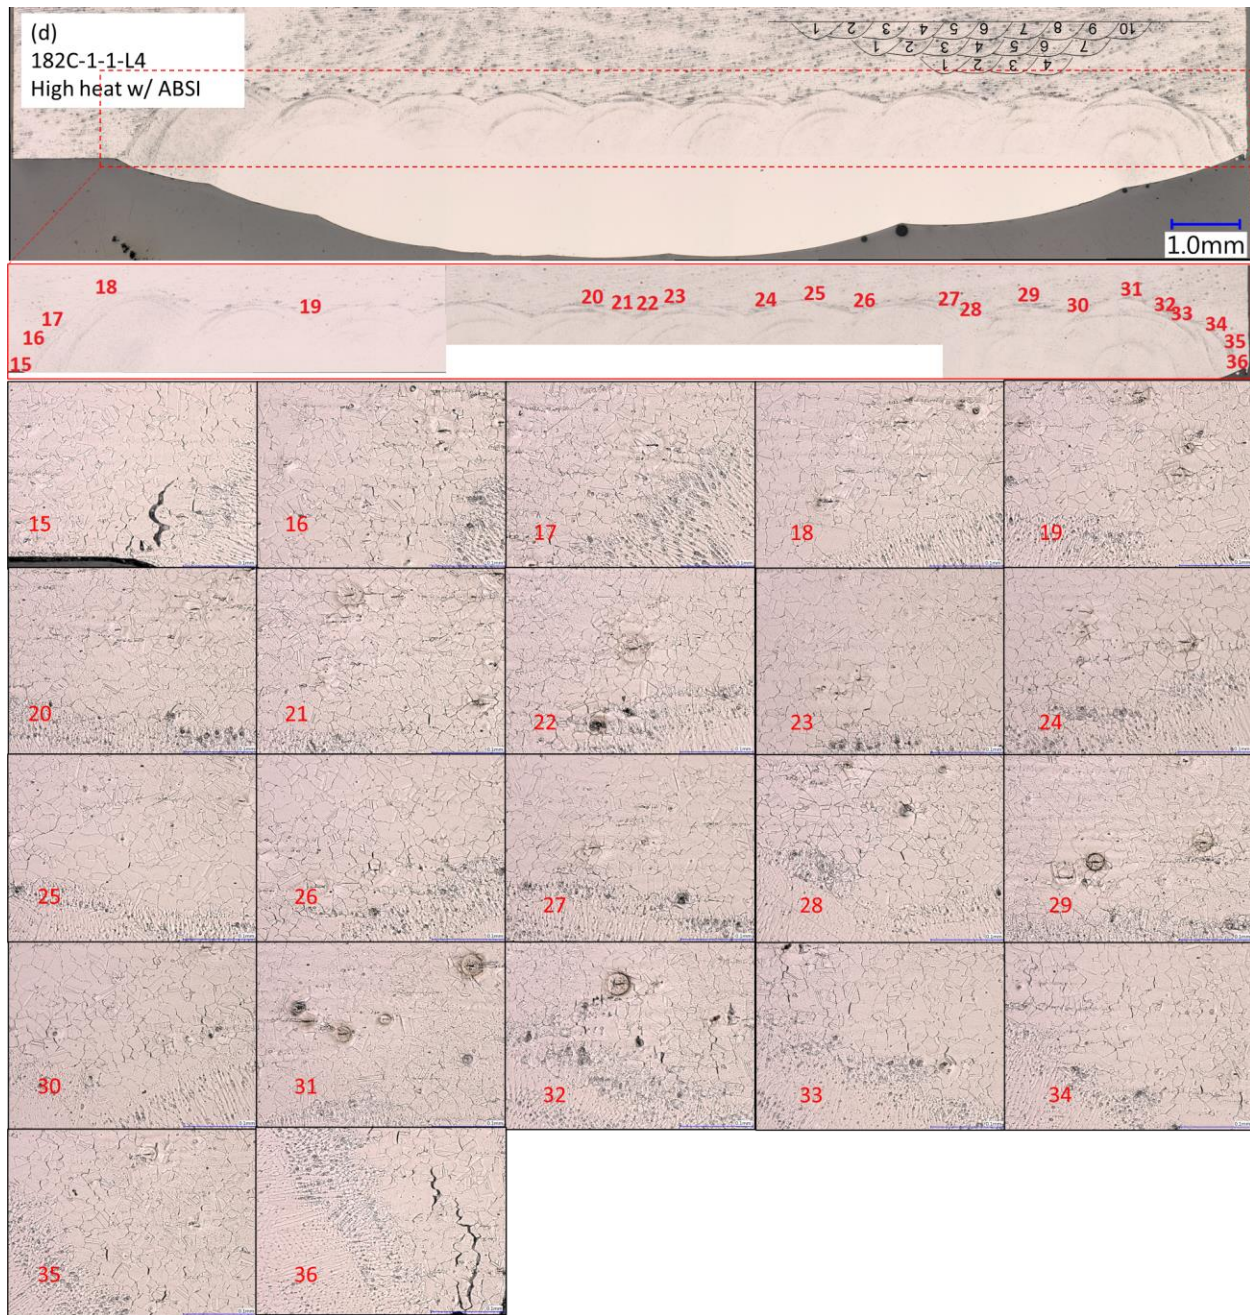 (d)
182C-1-1-L4
High heat w/ ABSI
1 2 3 4 5 6 7 8 9 10
1 2 3 4 5 6 7
1 2 3 4
1.0mm
18 19 20 21 22 23 24 25 26 27 28 29 30 31 32 33 34 35 36
17
16
15
15 16 17 18 19
20 21 22 23 24
25 26 27 28 29
30 31 32 33 34
35 36
0.1mm